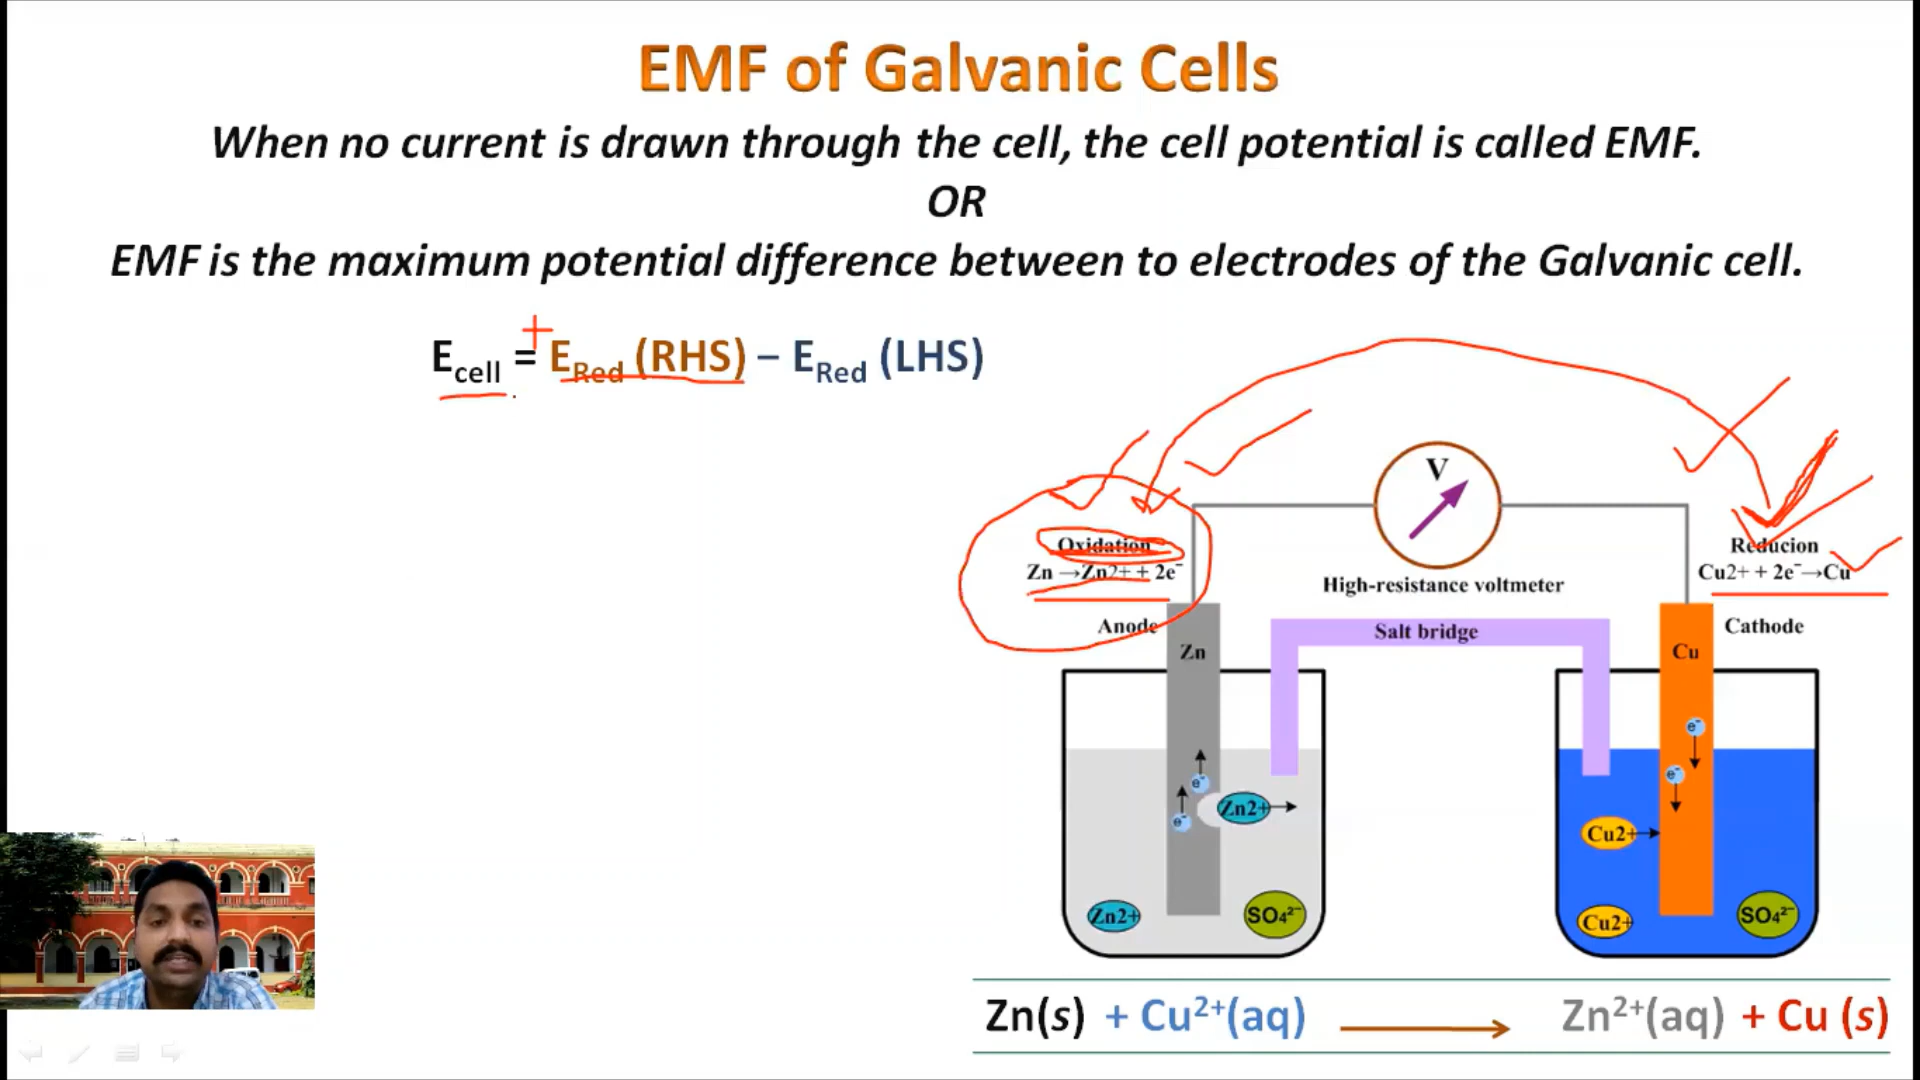 EMF of Galvanic Cells
When no current is drawn through the cell, the cell potential is called EMF.
OR
EMF is the maximum potential difference between to electrodes of the Galvanic cell.
+
E_cell = E_Red (RHS) – E_Red (LHS)
V
Oxidation
Zn →Zn2+ + 2e⁻
Reducion
Cu2+ + 2e⁻→Cu
High-resistance voltmeter
Anode
Salt bridge
Cathode
Zn
Cu
e⁻
e⁻
e⁻
e⁻
Zn2+
Cu2+
Zn2+
SO₄²⁻
Cu2+
SO₄²⁻
Zn(s) + Cu²⁺(aq) → Zn²⁺(aq) + Cu (s)